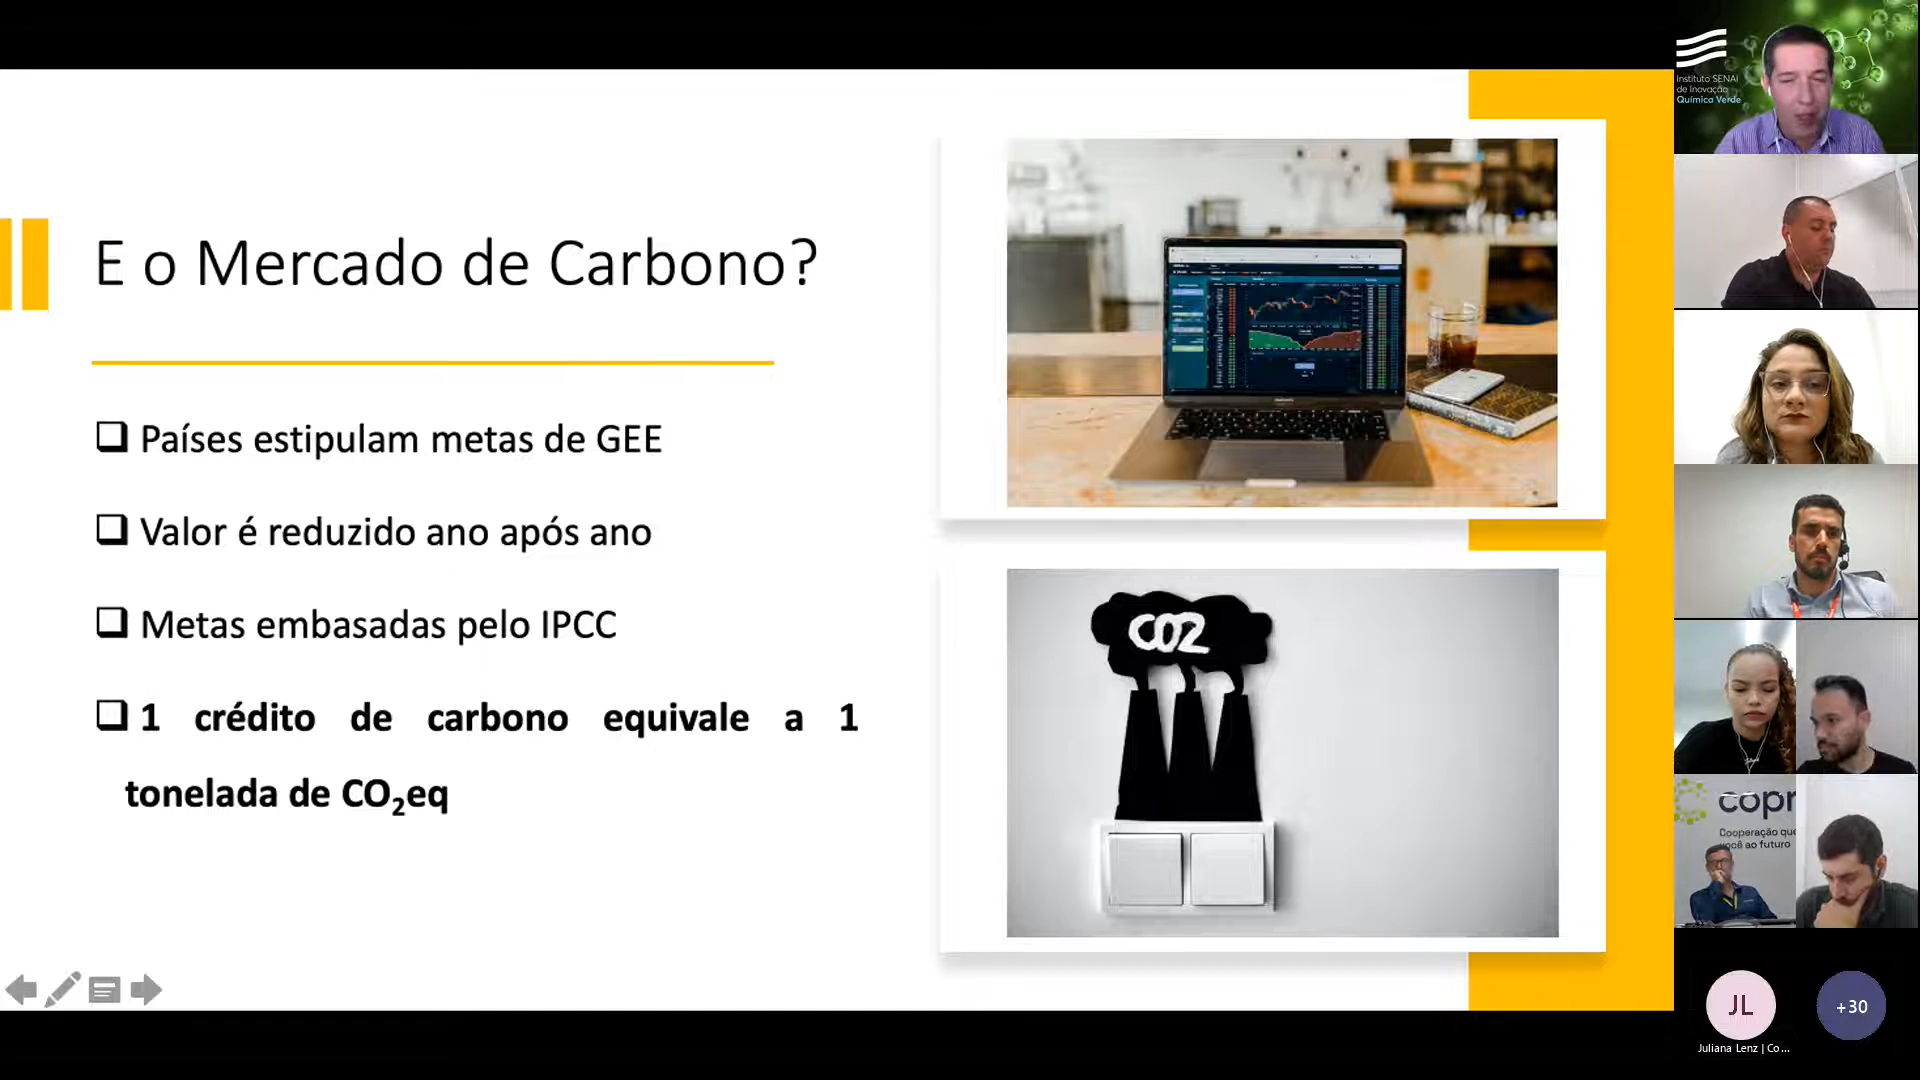 E o Mercado de Carbono?
❑ Países estipulam metas de GEE
❑ Valor é reduzido ano após ano
❑ Metas embasadas pelo IPCC
❑ 1 crédito de carbono equivale a 1
tonelada de CO₂eq
CO2
Instituto SENAI
de Inovação
Química Verde
copr
Cooperação que
você ao futuro
JL
+30
Juliana Lenz | Co...